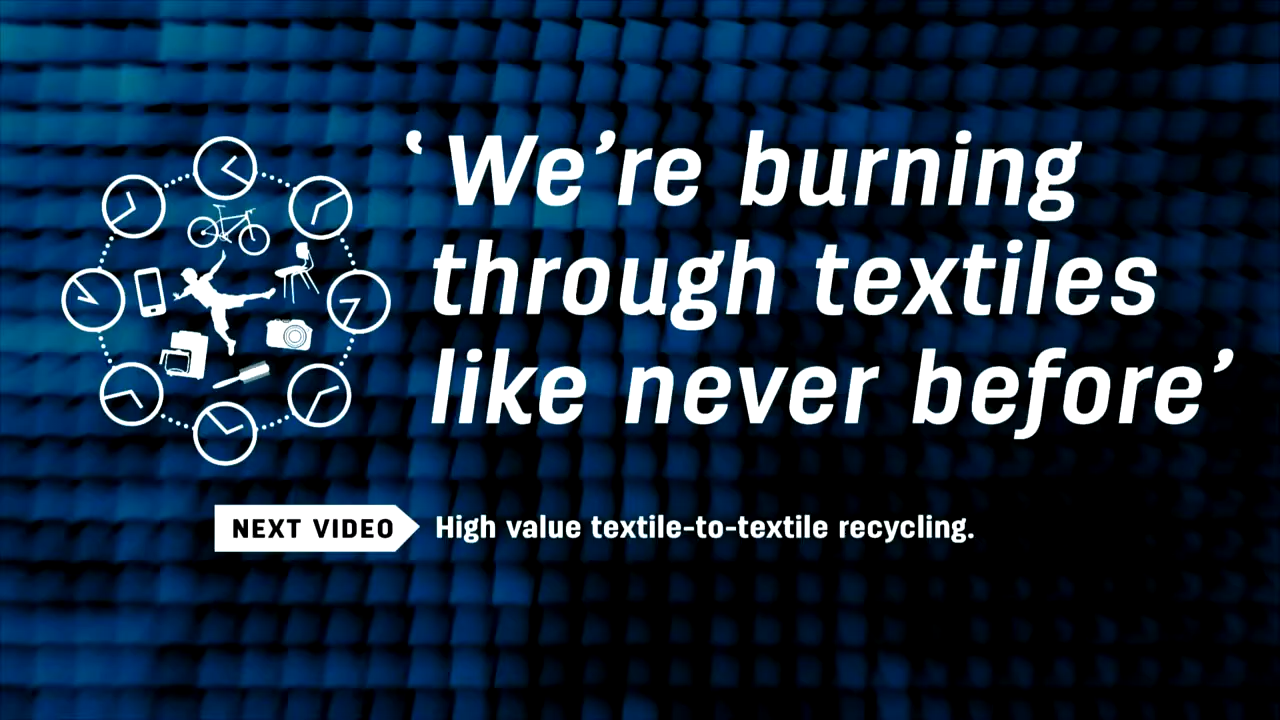 ‘ We’re burning
through textiles
like never before’
NEXT VIDEO High value textile-to-textile recycling.